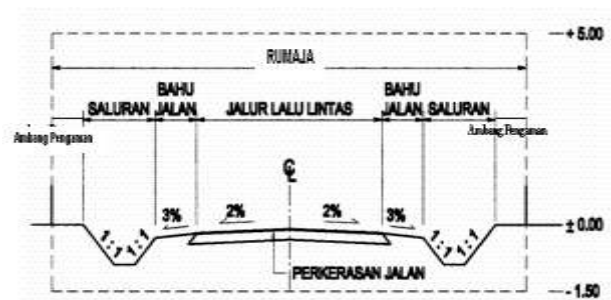 + 5.00
RUMAJA
BAHU JALAN
BAHU JALAN
SALURAN
JALUR LALU LINTAS
SALURAN
Ambang Pengaman
Ambang Pengaman
CL
3%
2%
2%
3%
± 0.00
1:1
1:1
1:1
1:1
PERKERASAN JALAN
- 1.50